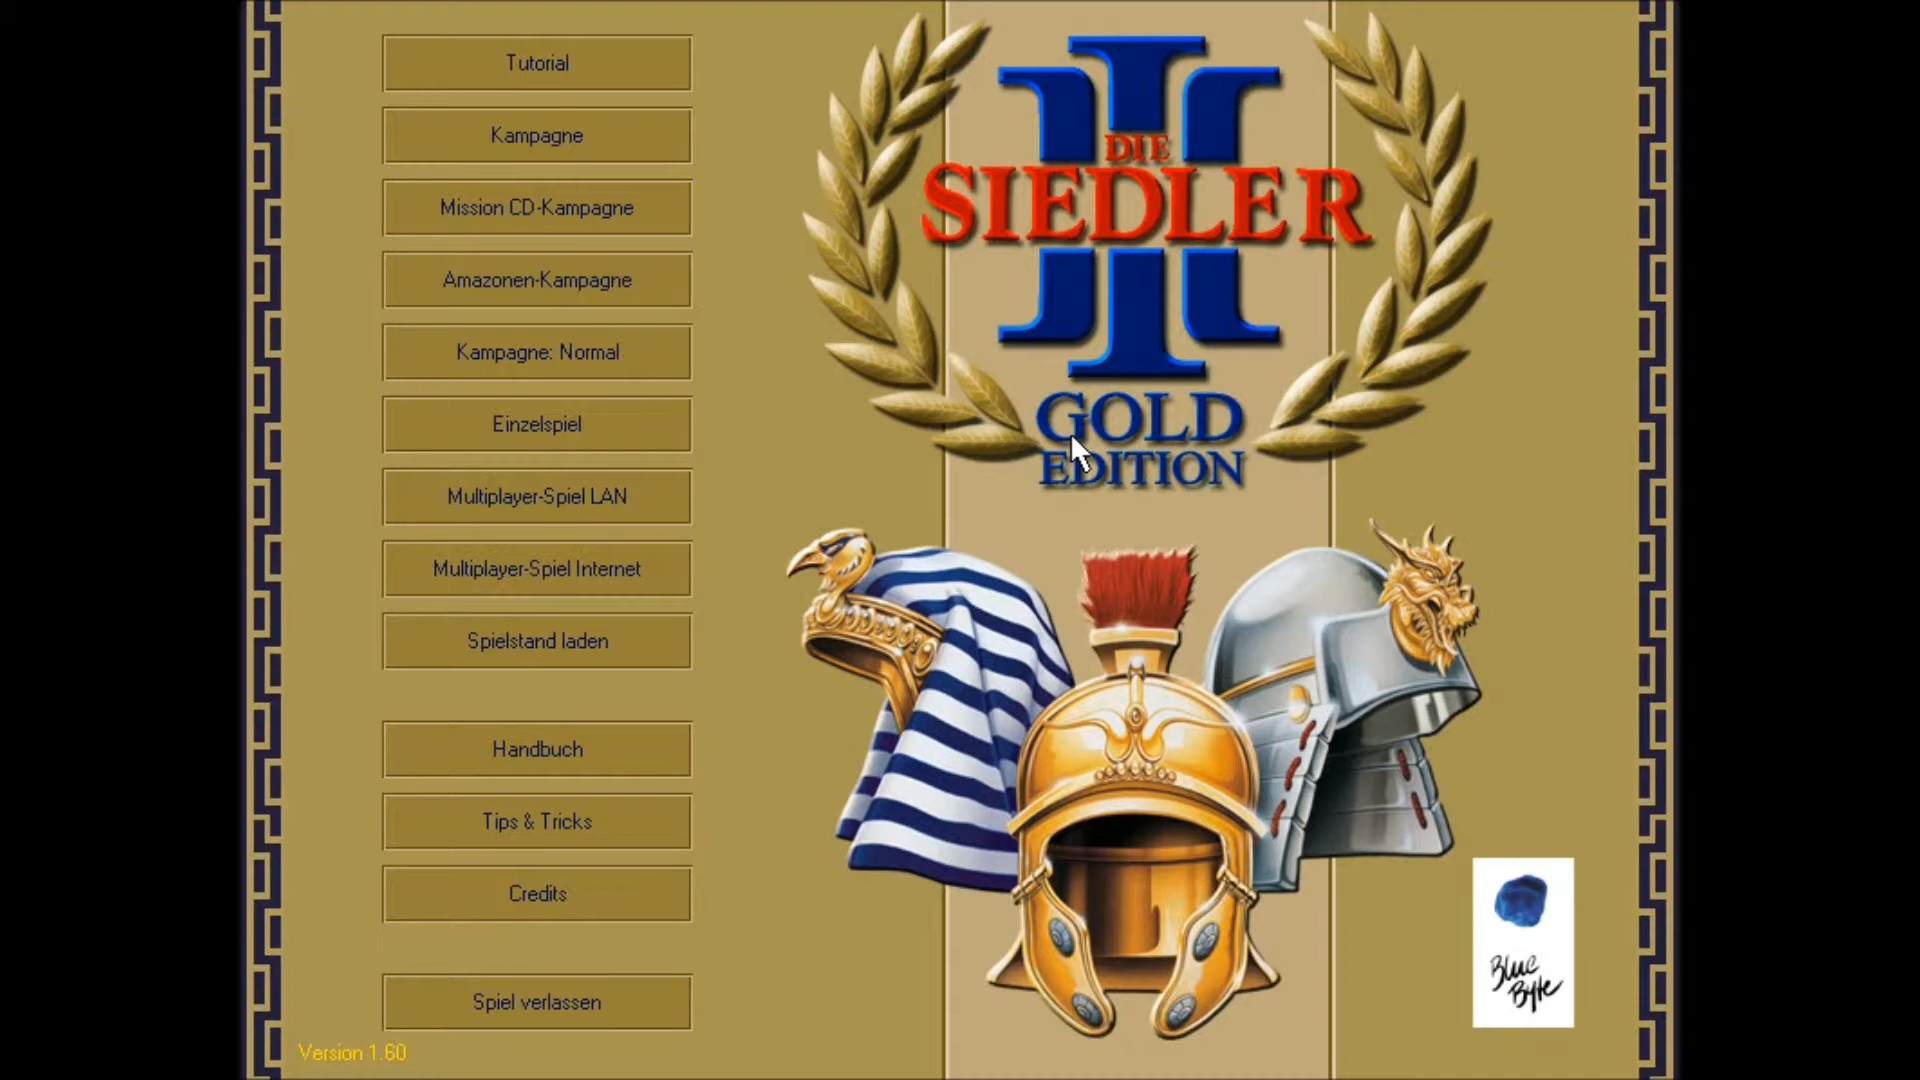 Tutorial
Kampagne
Mission CD-Kampagne
Amazonen-Kampagne
Kampagne: Normal
Einzelspiel
Multiplayer-Spiel LAN
Multiplayer-Spiel Internet
Spielstand laden
Handbuch
Tips & Tricks
Credits
Spiel verlassen
Version 1.60
III
DIE
SIEDLER
GOLD
EDITION
Blue
Byte